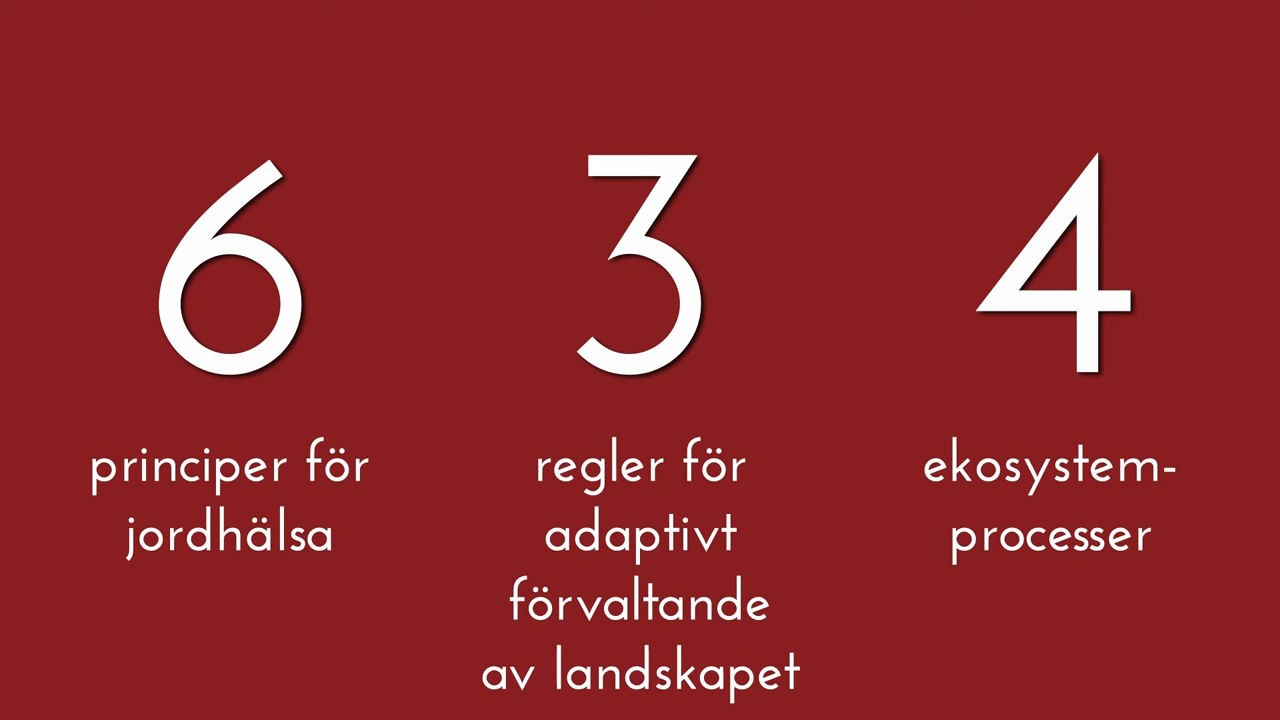 6
principer för
jordhälsa
3
regler för
adaptivt
förvaltande
av landskapet
4
ekosystem-
processer